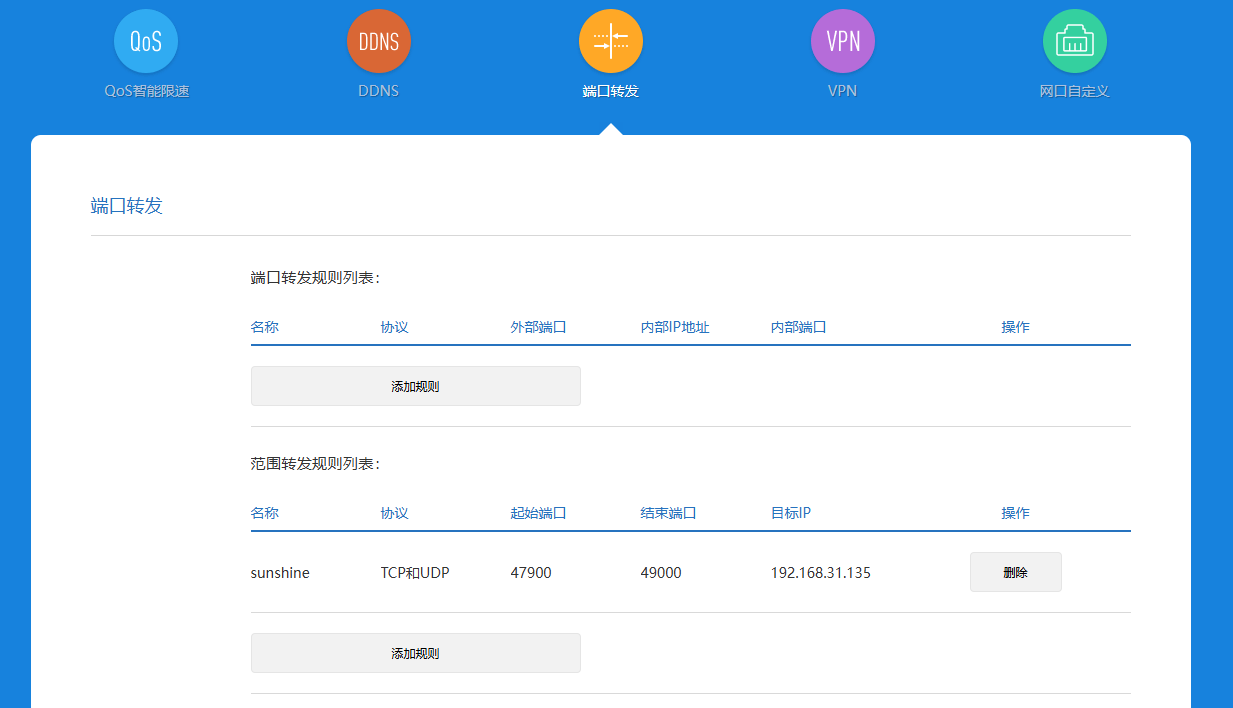 QoS DDNS VPN
QoS智能限速 DDNS 端口转发 VPN 网口自定义
端口转发
端口转发规则列表：
名称 协议 外部端口 内部IP地址 内部端口 操作
添加规则
范围转发规则列表：
名称 协议 起始端口 结束端口 目标IP 操作
sunshine TCP和UDP 47900 49000 192.168.31.135 删除
添加规则